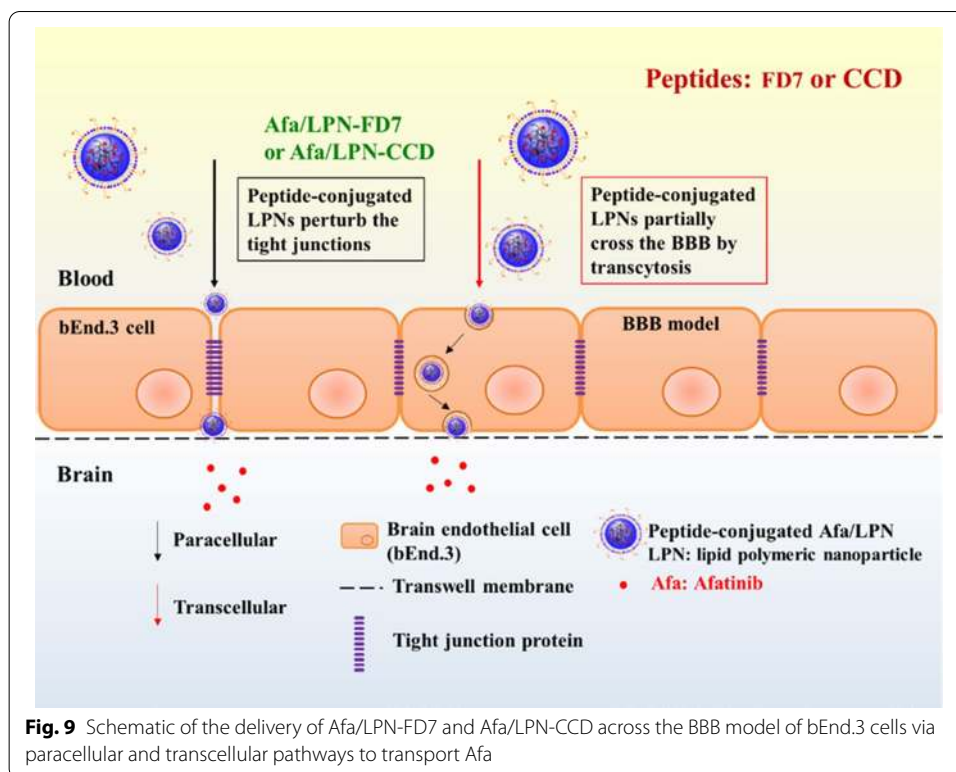 Peptides: FD7 or CCD
Afa/LPN-FD7
or Afa/LPN-CCD
Peptide-conjugated
LPNs perturb the
tight junctions
Peptide-conjugated
LPNs partially
cross the BBB by
transcytosis
Blood
bEnd.3 cell
BBB model
Brain
Paracellular
Transcellular
Brain endothelial cell
(bEnd.3)
Transwell membrane
Tight junction protein
Peptide-conjugated Afa/LPN
LPN: lipid polymeric nanoparticle
Afa: Afatinib
Fig. 9 Schematic of the delivery of Afa/LPN-FD7 and Afa/LPN-CCD across the BBB model of bEnd.3 cells via
paracellular and transcellular pathways to transport Afa